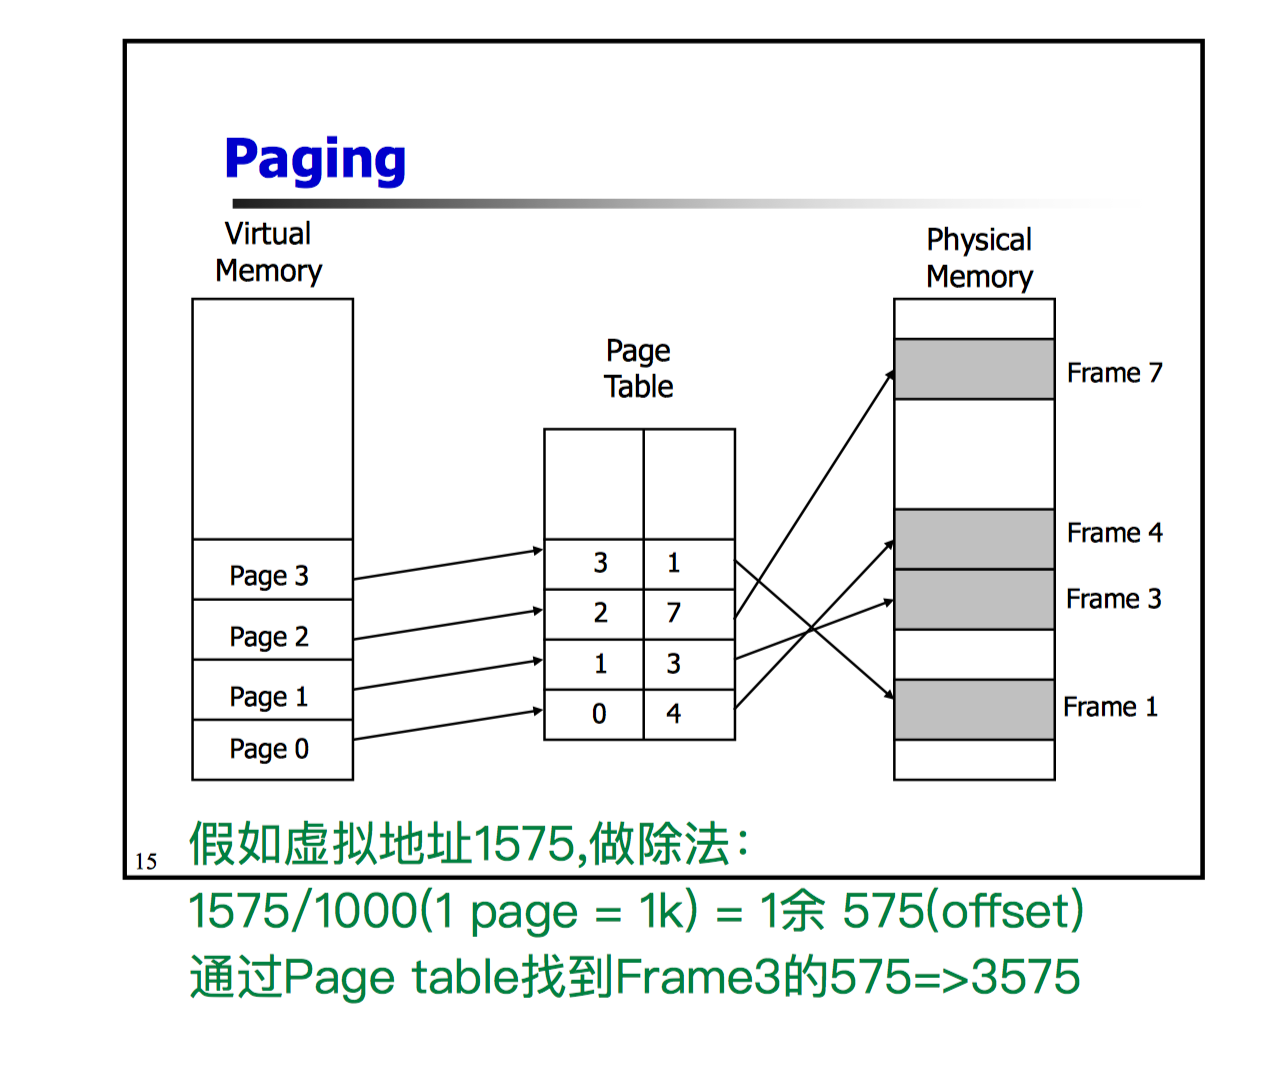 Paging
Virtual
Memory
Physical
Memory
Page
Table
Frame 7
Frame 4
Frame 3
Frame 1
Page 3
Page 2
Page 1
Page 0
3 1
2 7
1 3
0 4
15
假如虚拟地址1575,做除法：
1575/1000(1 page = 1k) = 1余 575(offset)
通过Page table找到Frame3的575=>3575